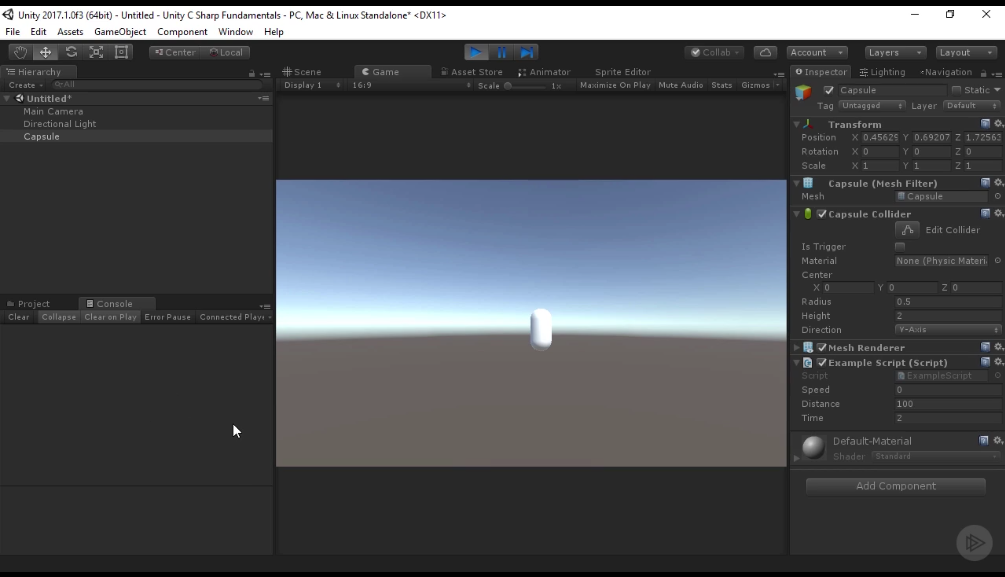 Unity 2017.1.0f3 (64bit) - Untitled - Unity C Sharp Fundamentals - PC, Mac & Linux Standalone* <DX11>
File Edit Assets GameObject Component Window Help
Center Local Collab Account Layers Layout
Hierarchy
Create All
Untitled*
Main Camera
Directional Light
Capsule
Project Console
Clear Collapse Clear on Play Error Pause Connected Playe
Scene Game Asset Store Animator Sprite Editor
Display 1 16:9 Scale 1x Maximize On Play Mute Audio Stats Gizmos
Inspector Lighting Navigation
Capsule Static
Tag Untagged Layer Default
Transform
Position X 0.45629 Y 0.69207 Z 1.72563
Rotation X 0 Y 0 Z 0
Scale X 1 Y 1 Z 1
Capsule (Mesh Filter)
Mesh Capsule
Capsule Collider
Edit Collider
Is Trigger
Material None (Physic Materi
Center
X 0 Y 0 Z 0
Radius 0.5
Height 2
Direction Y-Axis
Mesh Renderer
Example Script (Script)
Script ExampleScript
Speed 0
Distance 100
Time 2
Default-Material
Shader Standard
Add Component